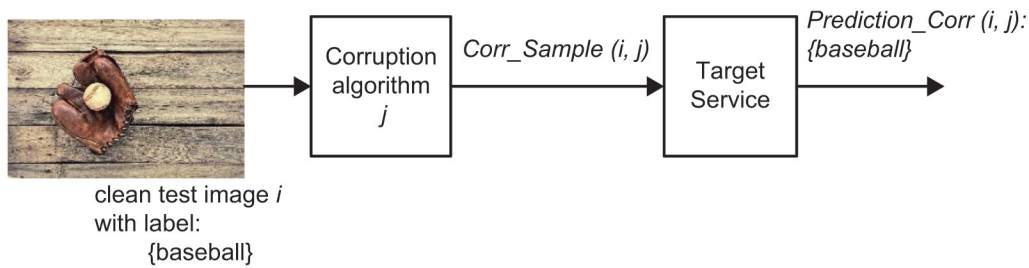 Corruption
algorithm
j
Corr_Sample (i, j)
Target
Service
Prediction_Corr (i, j):
{baseball}
clean test image i
with label:
{baseball}